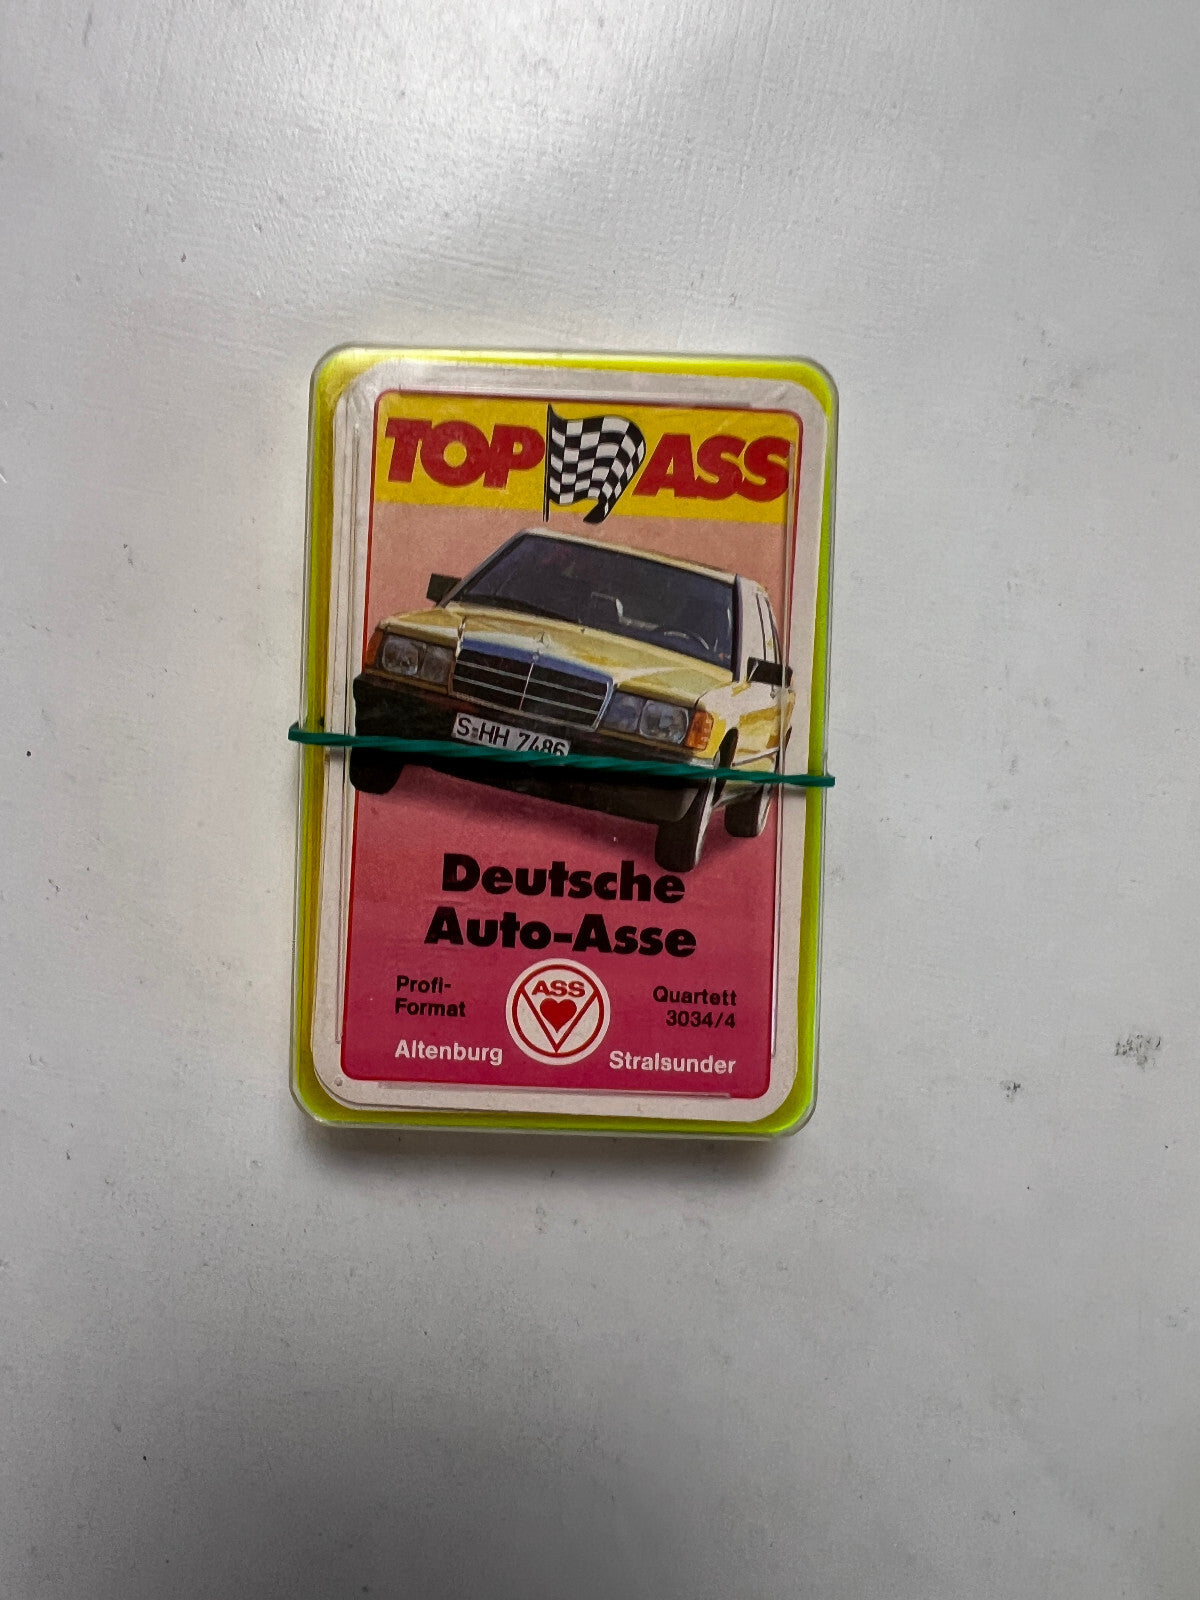 TOP ASS
S-HH 7486
Deutsche
Auto-Asse
Profi-
Format
ASS
Quartett
3034/4
Altenburg
Stralsunder